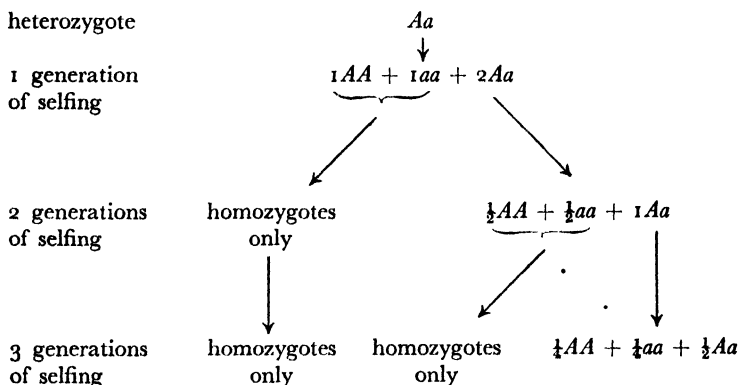 heterozygote Aa
1 generation 1AA + 1aa + 2Aa
of selfing
2 generations homozygotes ½AA + ½aa + 1Aa
of selfing only
3 generations homozygotes homozygotes ¼AA + ¼aa + ½Aa
of selfing only only